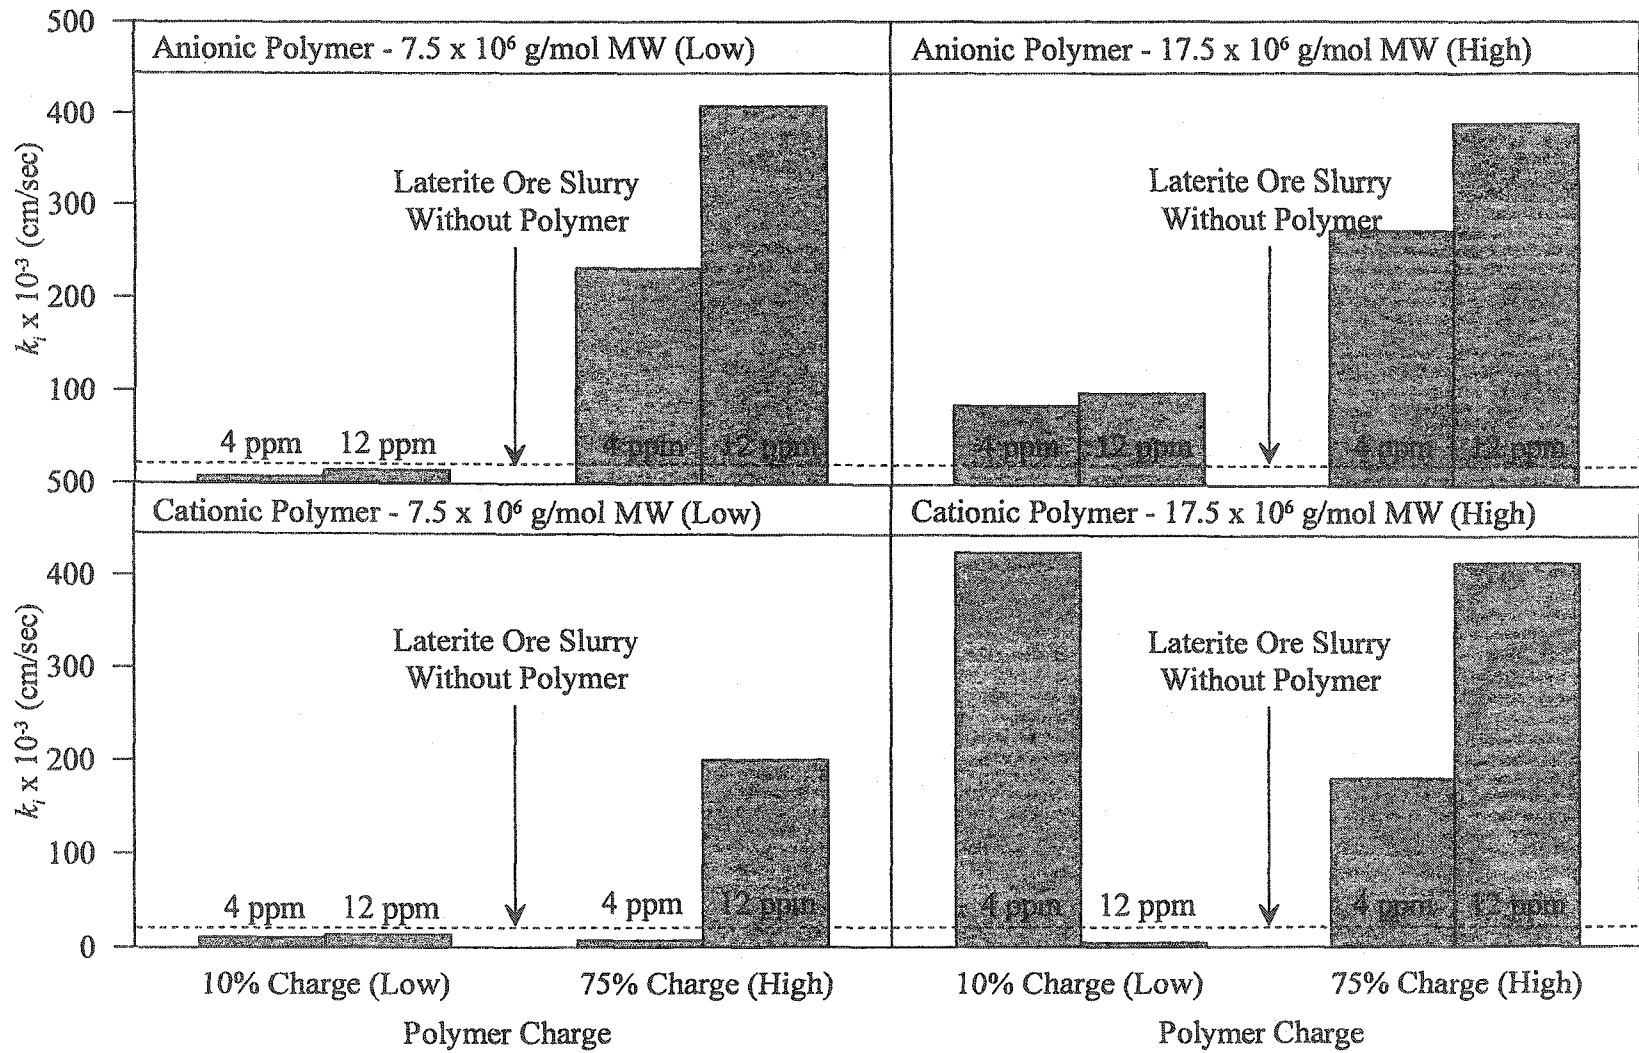 500
Anionic Polymer - 7.5 x 10⁶ g/mol MW (Low)
Anionic Polymer - 17.5 x 10⁶ g/mol MW (High)
400
300
200
100
kᵢ x 10⁻³ (cm/sec)
Laterite Ore Slurry
Without Polymer
Laterite Ore Slurry
Without Polymer
4 ppm 12 ppm
4 ppm 12 ppm
4 ppm 12 ppm
4 ppm 12 ppm
500
Cationic Polymer - 7.5 x 10⁶ g/mol MW (Low)
Cationic Polymer - 17.5 x 10⁶ g/mol MW (High)
400
300
200
100
0
kᵢ x 10⁻³ (cm/sec)
Laterite Ore Slurry
Without Polymer
Laterite Ore Slurry
Without Polymer
4 ppm 12 ppm
4 ppm 12 ppm
4 ppm 12 ppm
4 ppm 12 ppm
10% Charge (Low)
75% Charge (High)
10% Charge (Low)
75% Charge (High)
Polymer Charge
Polymer Charge